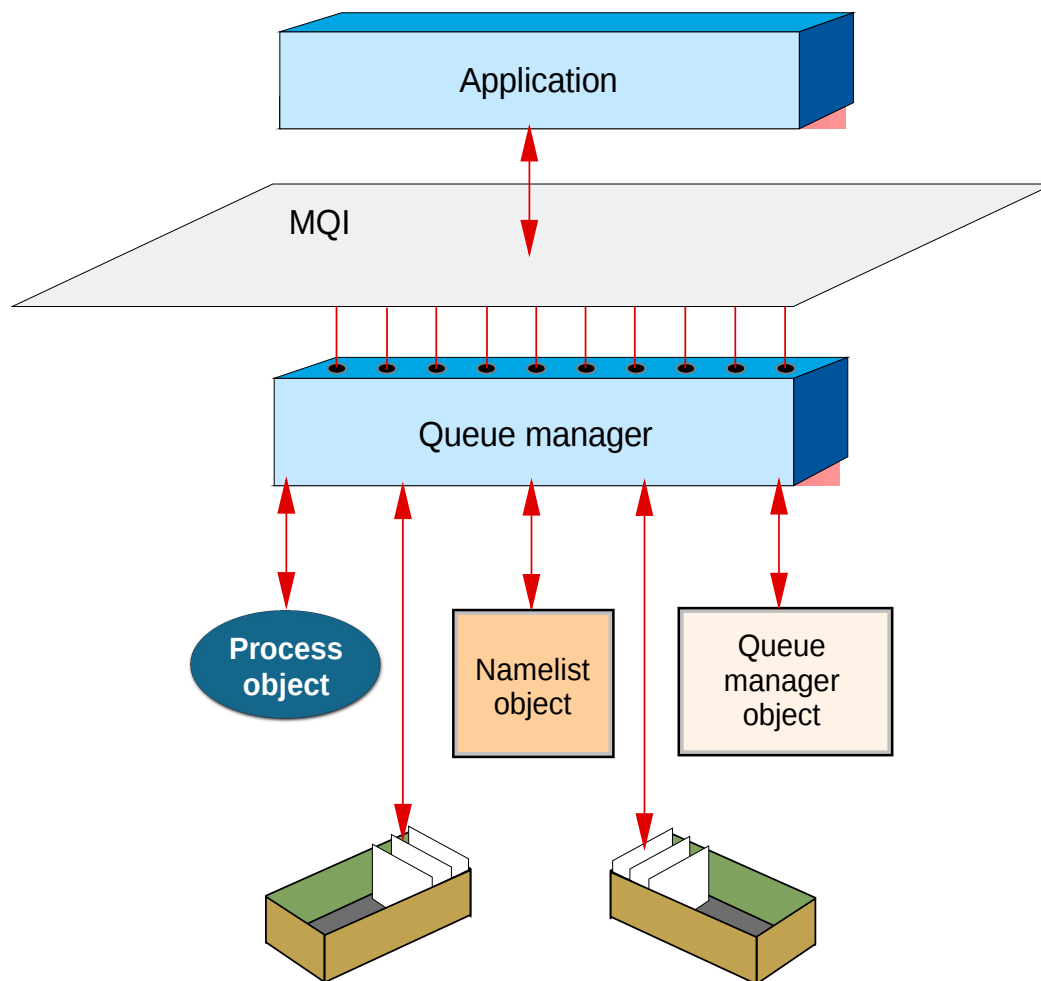 Application
MQI
Queue manager
Process
object
Namelist
object
Queue
manager
object